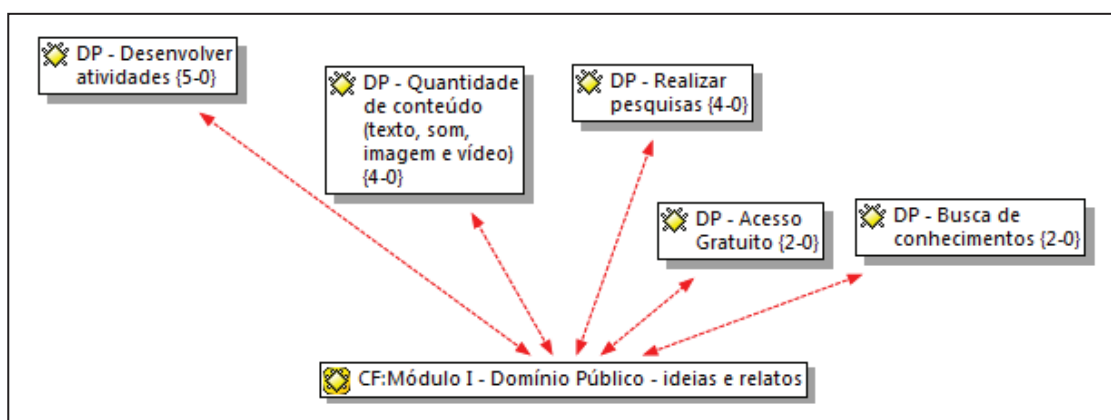 DP - Desenvolver
atividades {5-0}
DP - Quantidade
de conteúdo
(texto, som,
imagem e vídeo)
{4-0}
DP - Realizar
pesquisas {4-0}
DP - Acesso
Gratuito {2-0}
DP - Busca de
conhecimentos {2-0}
CF:Módulo I - Domínio Público - ideias e relatos